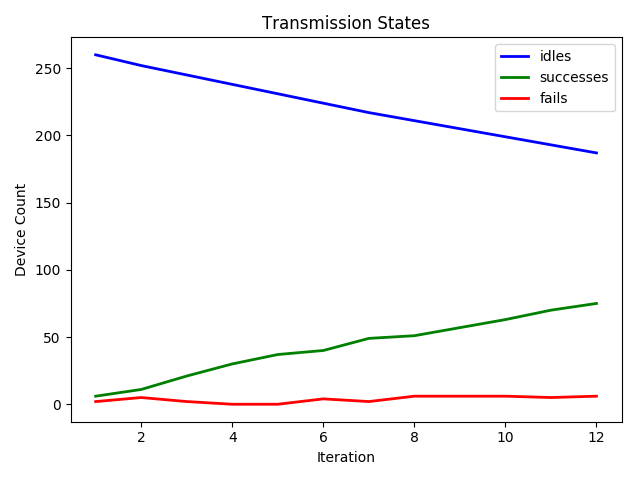 Transmission States
idles
successes
fails
Device Count
250
200
150
100
50
0
2 4 6 8 10 12
Iteration